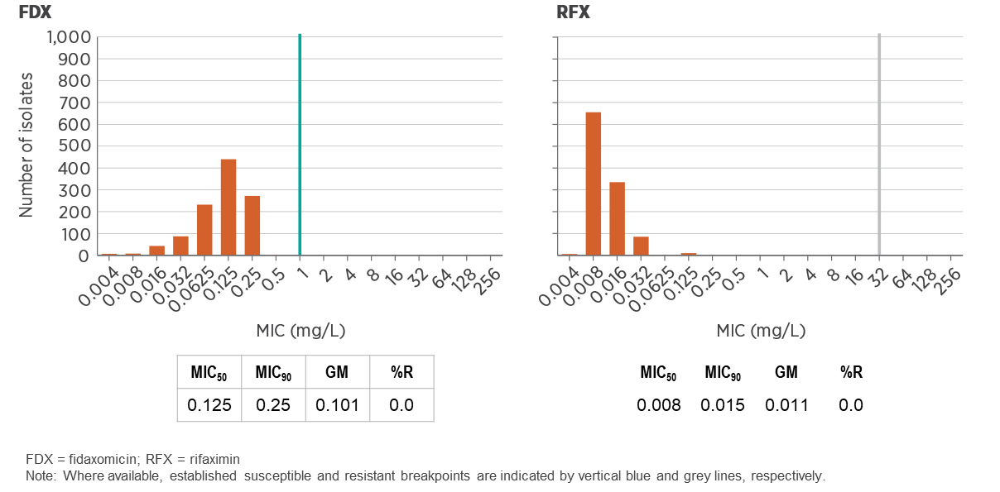 FDX
RFX
Number of isolates
1,000
900
800
700
600
500
400
300
200
100
0
0.004 0.008 0.016 0.032 0.0625 0.125 0.25 0.5 1 2 4 8 16 32 64 128 256
0.004 0.008 0.016 0.032 0.0625 0.125 0.25 0.5 1 2 4 8 16 32 64 128 256
MIC (mg/L)
MIC (mg/L)
MIC50 MIC90 GM %R
0.125 0.25 0.101 0.0
MIC50 MIC90 GM %R
0.008 0.015 0.011 0.0
FDX = fidaxomicin; RFX = rifaximin
Note: Where available, established susceptible and resistant breakpoints are indicated by vertical blue and grey lines, respectively.